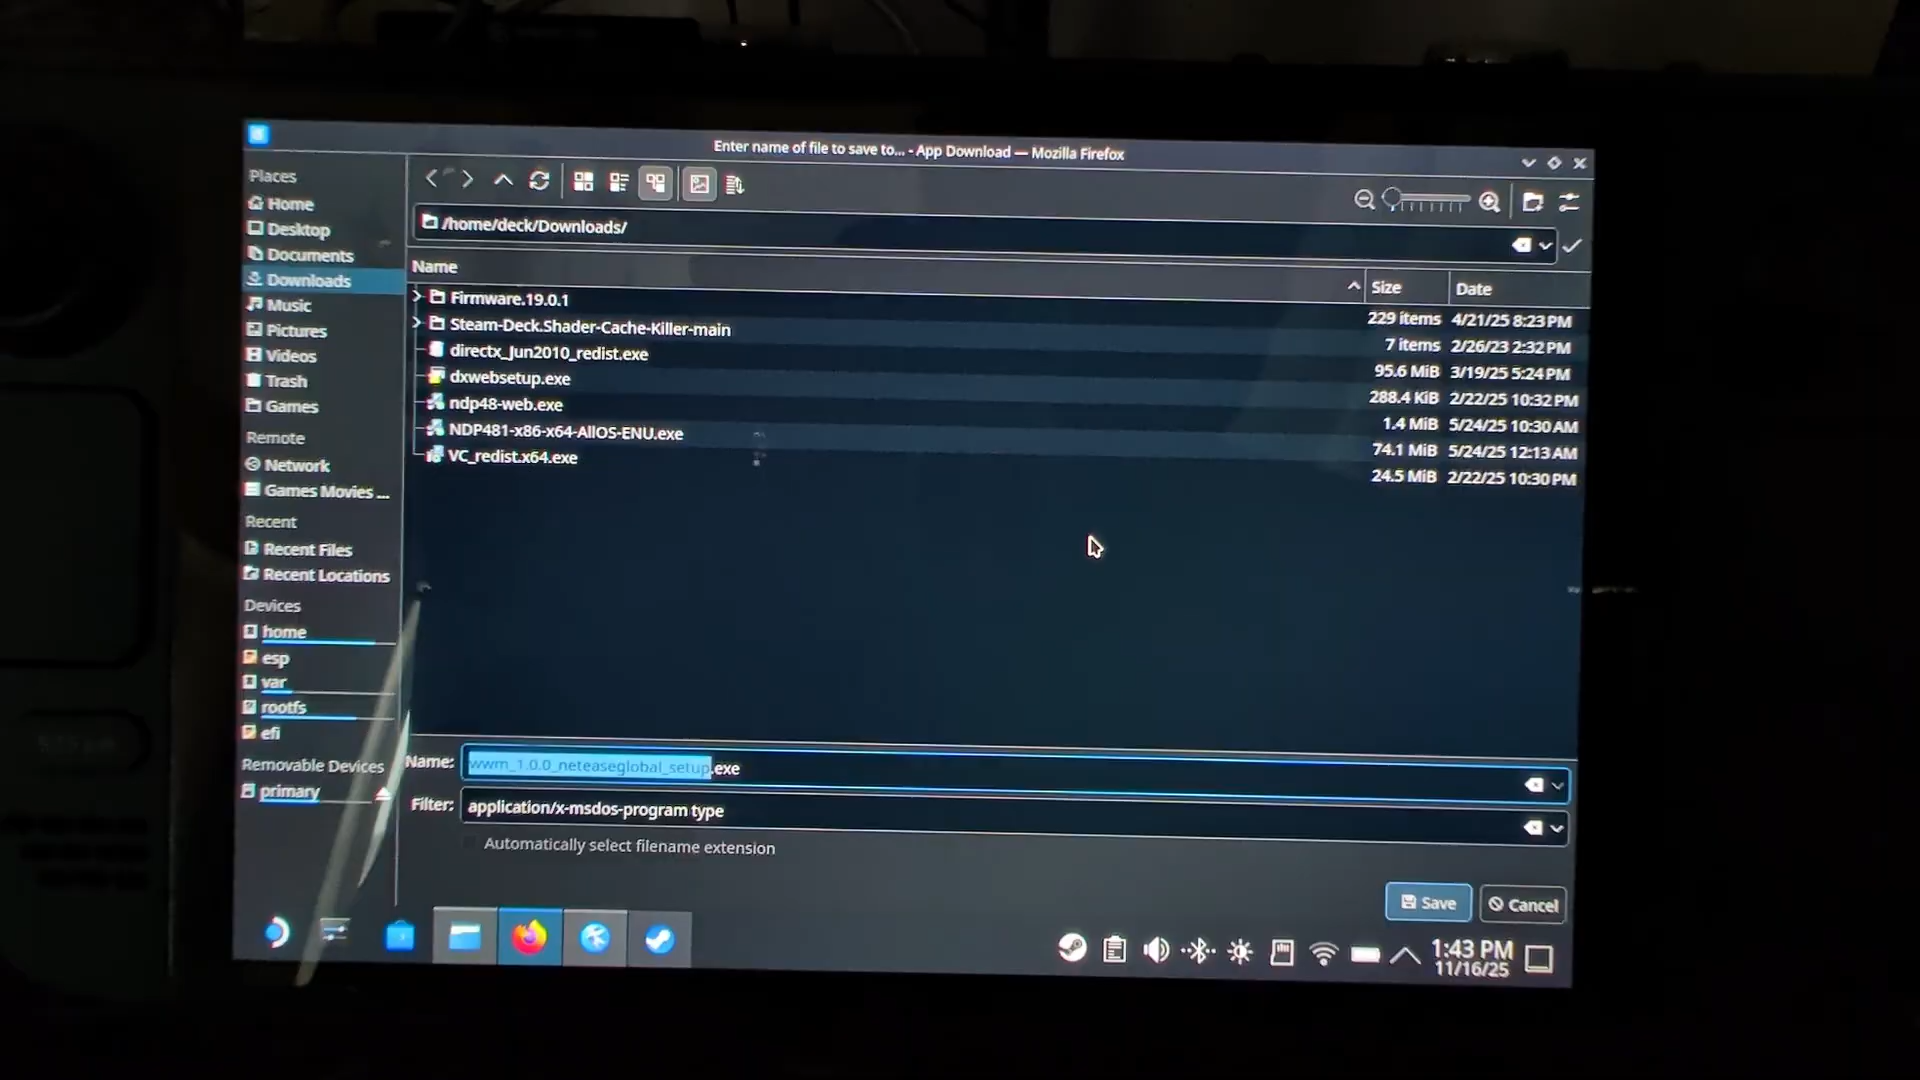 Enter name of file to save to... - App Download — Mozilla Firefox
Places
Home
Desktop
Documents
Downloads
Music
Pictures
Videos
Trash
Games
Remote
Network
Games Movies ...
Recent
Recent Files
Recent Locations
Devices
home
esp
var
rootfs
efi
Removable Devices
primary
/home/deck/Downloads/
Name Size Date
Firmware.19.0.1 229 items 4/21/25 8:23 PM
Steam-Deck.Shader-Cache-Killer-main 7 items 2/26/23 2:32 PM
directx_Jun2010_redist.exe 95.6 MiB 3/19/25 5:24 PM
dxwebsetup.exe 288.4 KiB 2/22/25 10:32 PM
ndp48-web.exe 1.4 MiB 5/24/25 10:30 AM
NDP481-x86-x64-AllOS-ENU.exe 74.1 MiB 5/24/25 12:13 AM
VC_redist.x64.exe 24.5 MiB 2/22/25 10:30 PM
Name: wwm_1.0.0_neteaseglobal_setup.exe
Filter: application/x-msdos-program type
Automatically select filename extension
Save
Cancel
1:43 PM
11/16/25